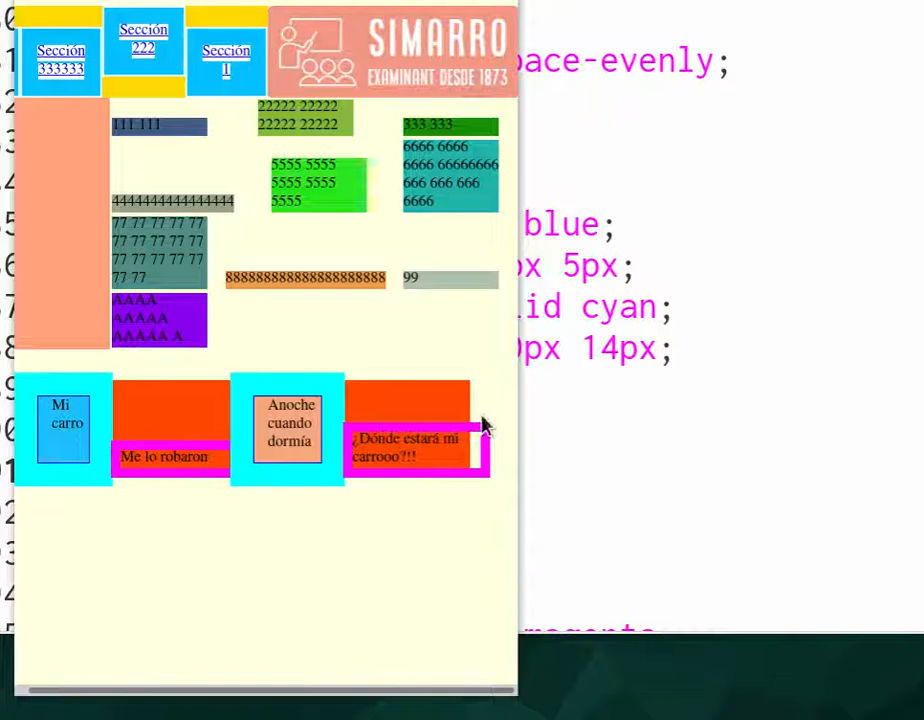 Sección
333333
Sección
222
Sección
1
SIMARRO
EXAMINANT DESDE 1873
111 111
22222 22222
22222 22222
333 333
444444444444444
5555 5555
5555 5555
5555
6666 6666
6666 66666666
666 666 666
6666
77 77 77 77 77
77 77 77 77 77
77 77 77 77 77
77 77
88888888888888888888
99
AAAA
AAAAA
AAAAA A
Mi
carro
Me lo robaron
Anoche
cuando
dormía
¿Dónde estará mi
carrooo?!!!
ace-evenly;
blue;
px 5px;
lid cyan;
0px 14px;